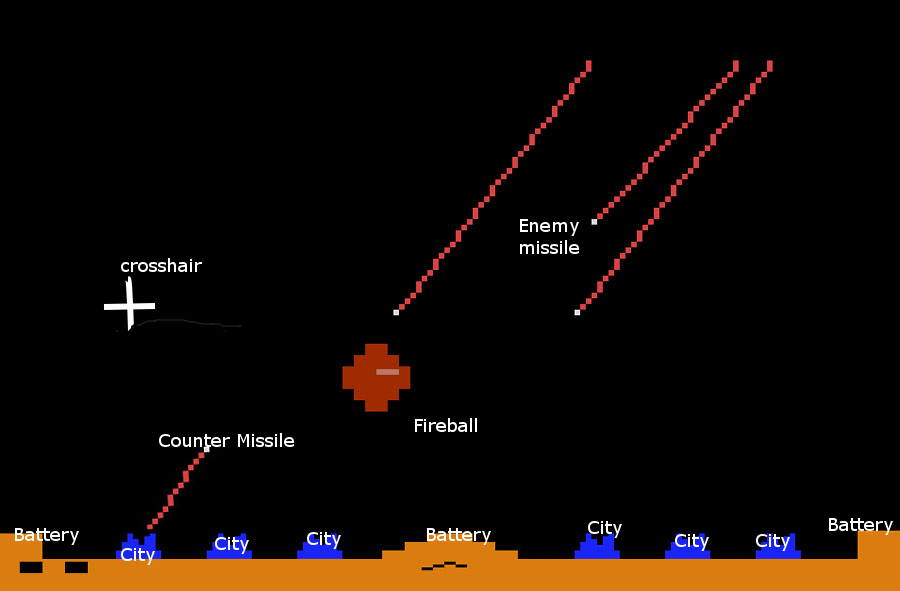 Enemy
missile
crosshair
Fireball
Counter Missile
Battery
City
City
City
Battery
City
City
City
Battery